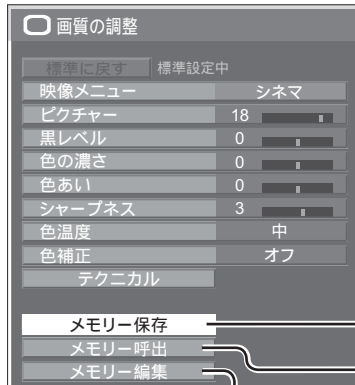 画質の調整
標準に戻す 標準設定中
映像メニュー シネマ
ピクチャー 18
黒レベル 0
色の濃さ 0
色あい 0
シャープネス 3
色温度 中
色補正 オフ
テクニカル
メモリー保存
メモリー呼出
メモリー編集